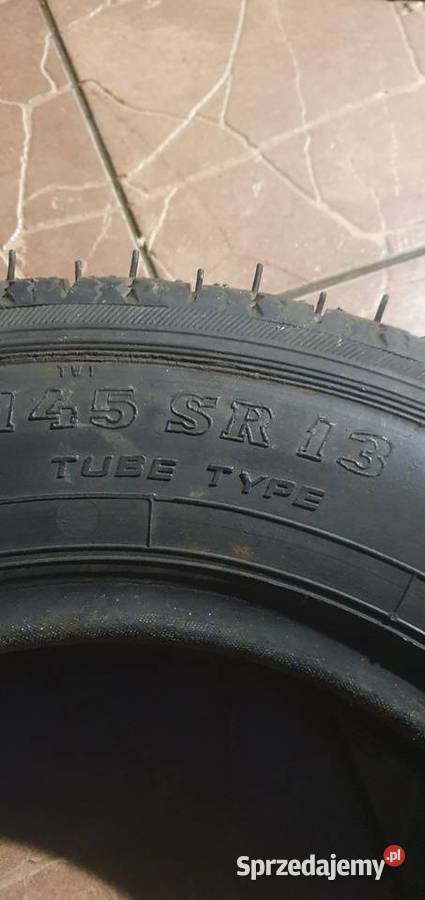 TWI
145 SR 13
TUBE TYPE
Sprzedajemy.pl